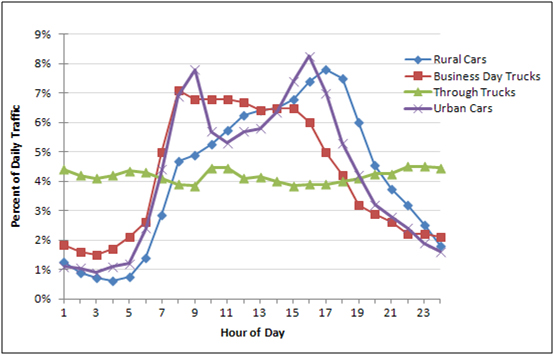 9%
8%
7%
6%
5%
4%
3%
2%
1%
0%
Percent of Daily Traffic
1 3 5 7 9 11 13 15 17 19 21 23
Hour of Day
Rural Cars
Business Day Trucks
Through Trucks
Urban Cars